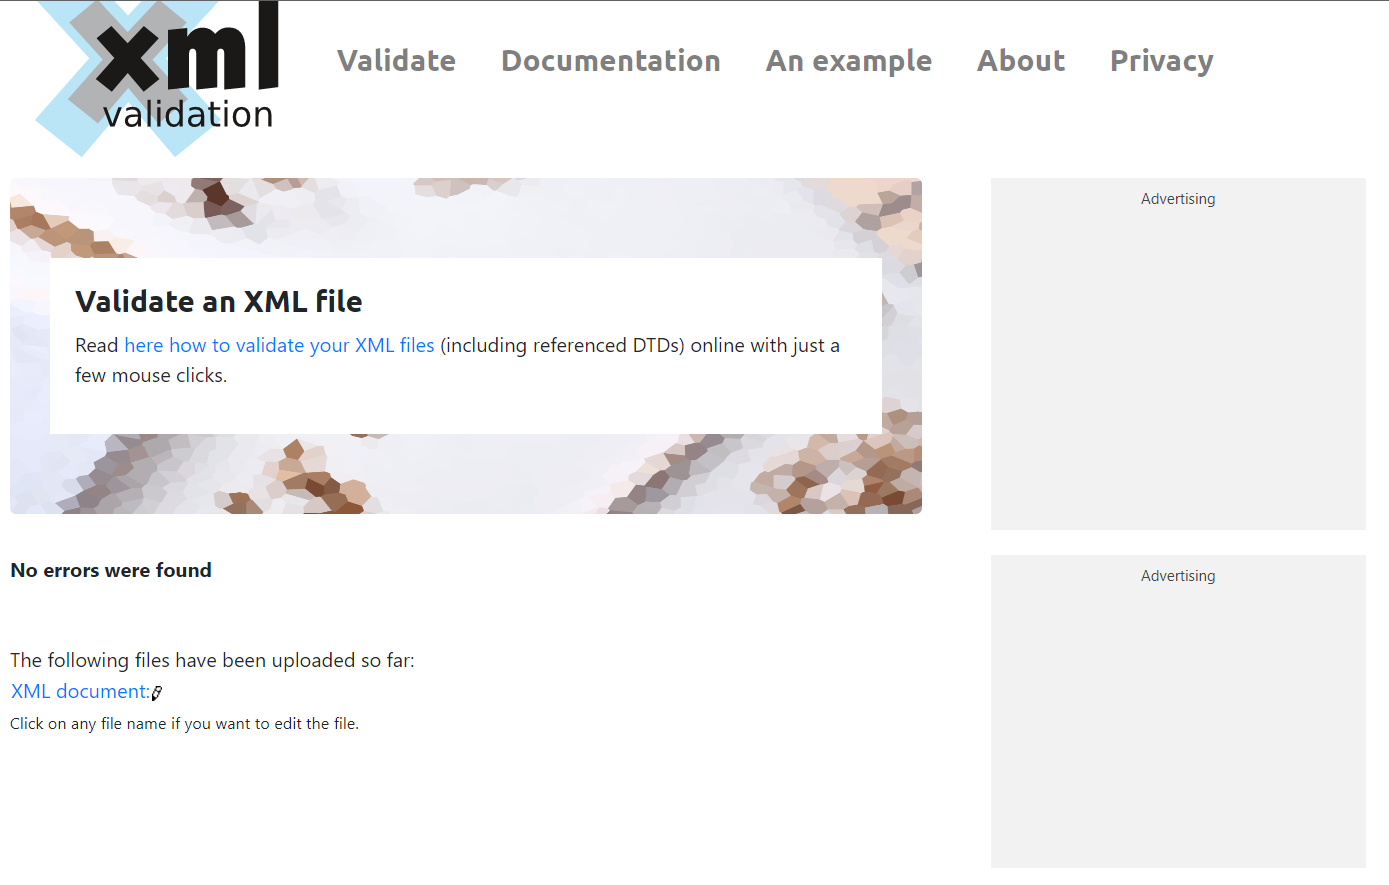 xml
validation
Validate
Documentation
An example
About
Privacy
Validate an XML file
Read here how to validate your XML files (including referenced DTDs) online with just a
few mouse clicks.
Advertising
No errors were found
Advertising
The following files have been uploaded so far:
XML document:
Click on any file name if you want to edit the file.